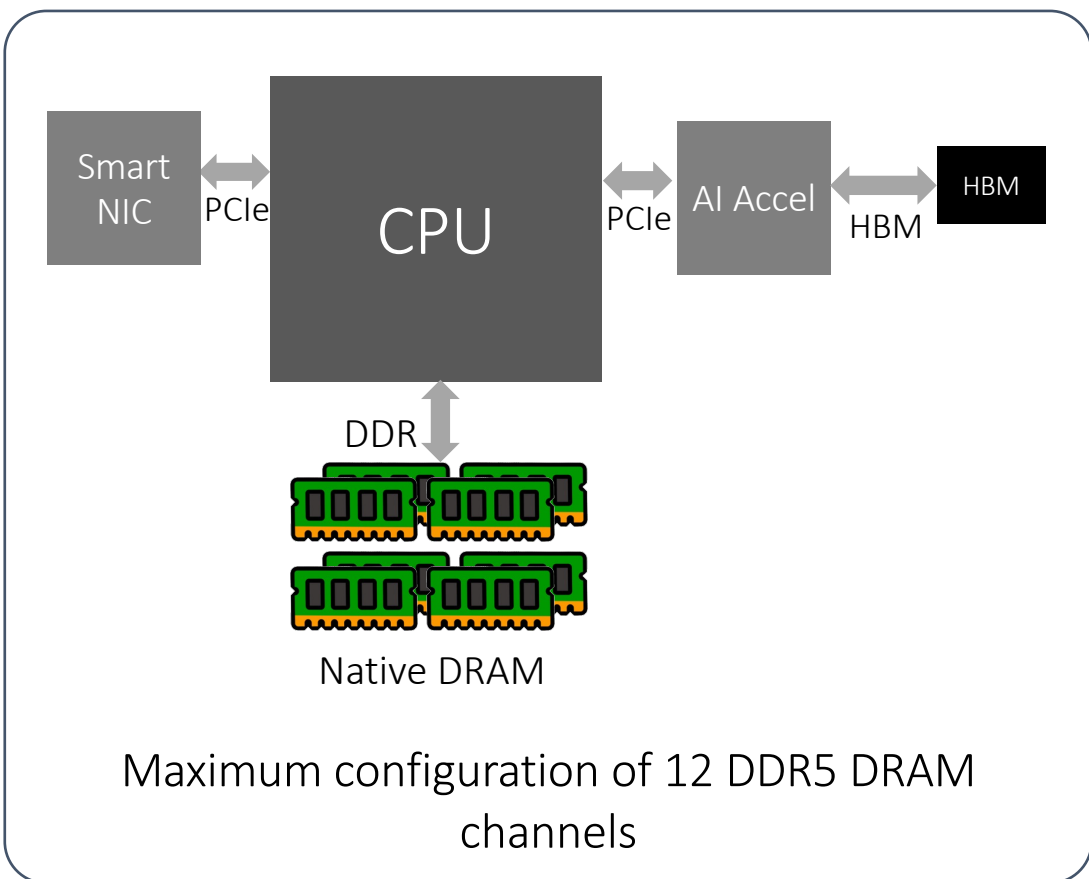 Smart
NIC
PCIe
CPU
PCIe
AI Accel
HBM
HBM
DDR
Native DRAM
Maximum configuration of 12 DDR5 DRAM
channels